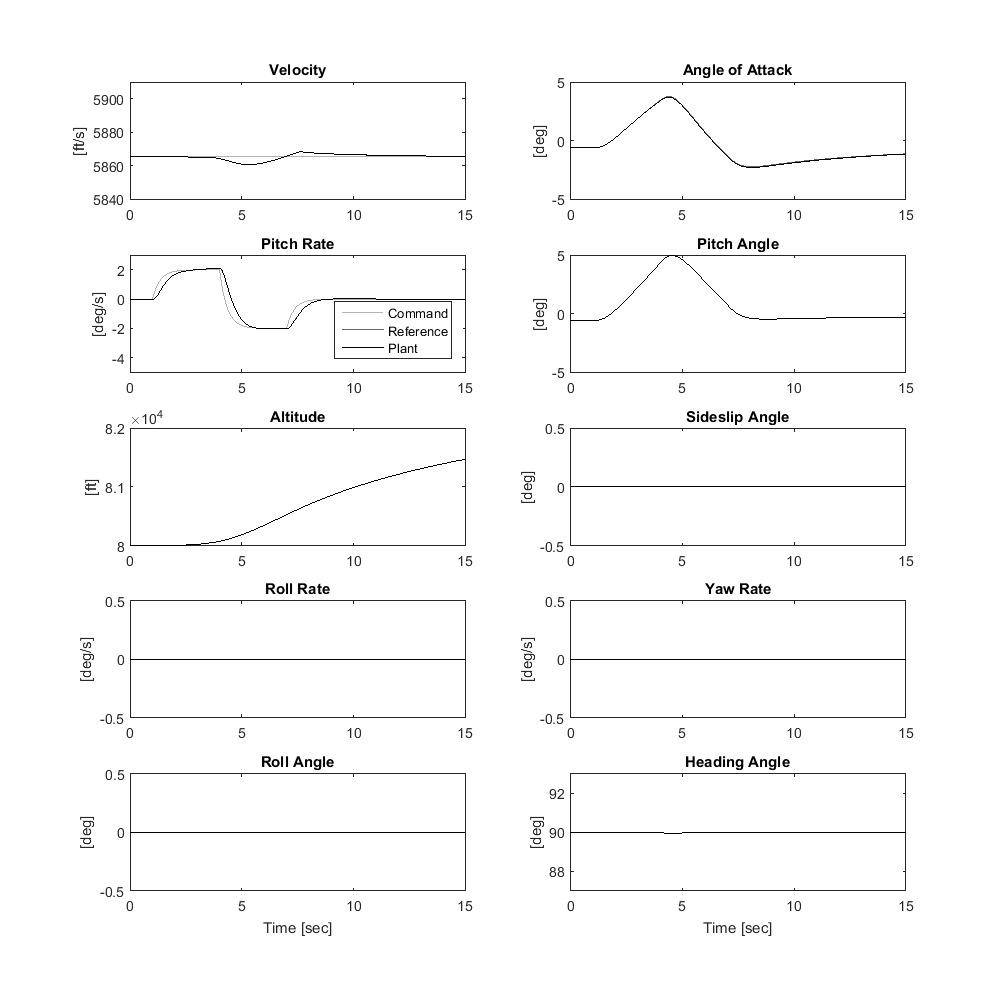 Velocity
5900
5880
5860
5840
[ft/s]
0 5 10 15
Angle of Attack
5
0
-5
[deg]
0 5 10 15
Pitch Rate
2
0
-2
-4
[deg/s]
Command
Reference
Plant
0 5 10 15
Pitch Angle
5
0
-5
[deg]
0 5 10 15
Altitude
×10⁴
8.2
8.1
8
[ft]
0 5 10 15
Sideslip Angle
0.5
0
-0.5
[deg]
0 5 10 15
Roll Rate
0.5
0
-0.5
[deg/s]
0 5 10 15
Yaw Rate
0.5
0
-0.5
[deg/s]
0 5 10 15
Roll Angle
0.5
0
-0.5
[deg]
0 5 10 15
Time [sec]
Heading Angle
92
90
88
[deg]
0 5 10 15
Time [sec]